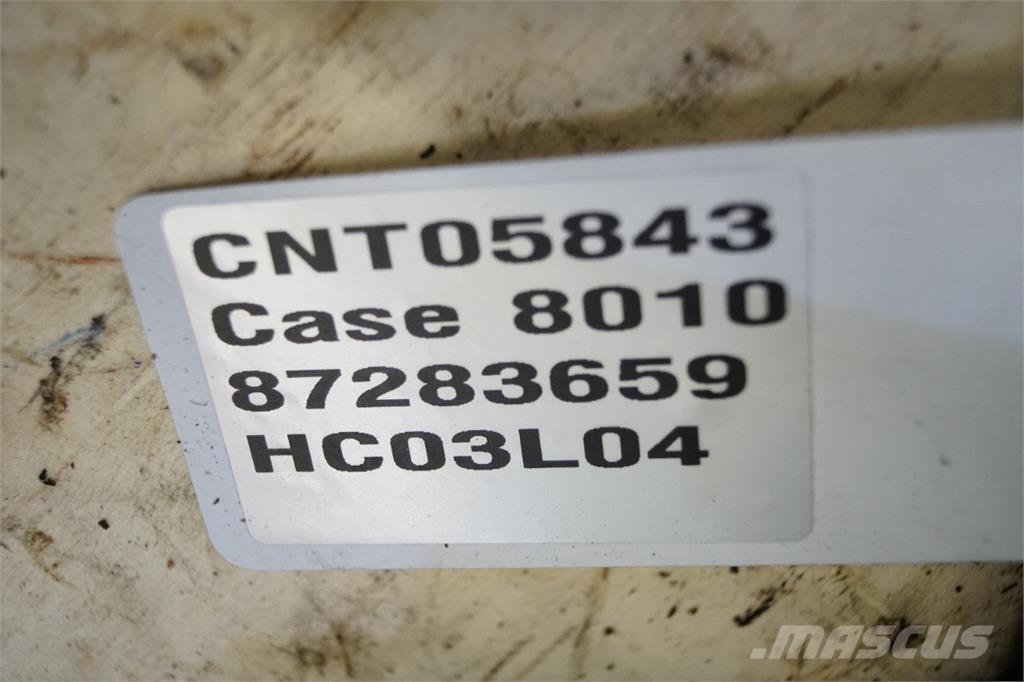 CNT05843
Case 8010
87283659
HC03L04
.MASCUS